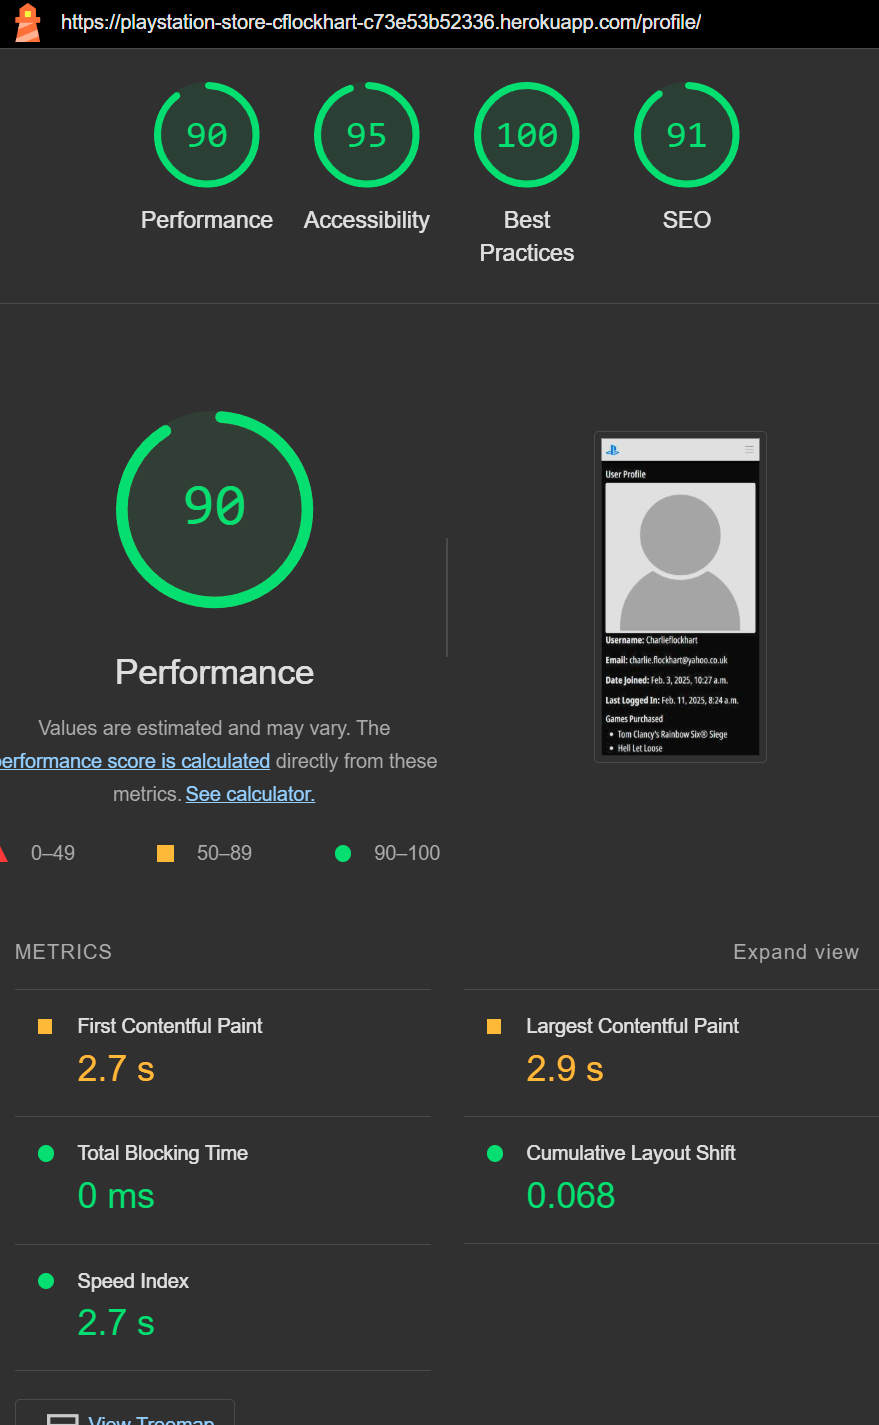 https://playstation-store-cflockhart-c73e53b52336.herokuapp.com/profile/
90
95
100
91
Performance
Accessibility
Best
Practices
SEO
90
Performance
Values are estimated and may vary. The
performance score is calculated directly from these
metrics. See calculator.
0–49
50–89
90–100
User Profile
Username: Charlieflockhart
Email: charlie.flockhart@yahoo.co.uk
Date Joined: Feb. 3, 2025, 10:27 a.m.
Last Logged In: Feb. 11, 2025, 8:24 a.m.
Games Purchased
Tom Clancy's Rainbow Six® Siege
Hell Let Loose
METRICS
Expand view
First Contentful Paint
2.7 s
Largest Contentful Paint
2.9 s
Total Blocking Time
0 ms
Cumulative Layout Shift
0.068
Speed Index
2.7 s
View Treemap